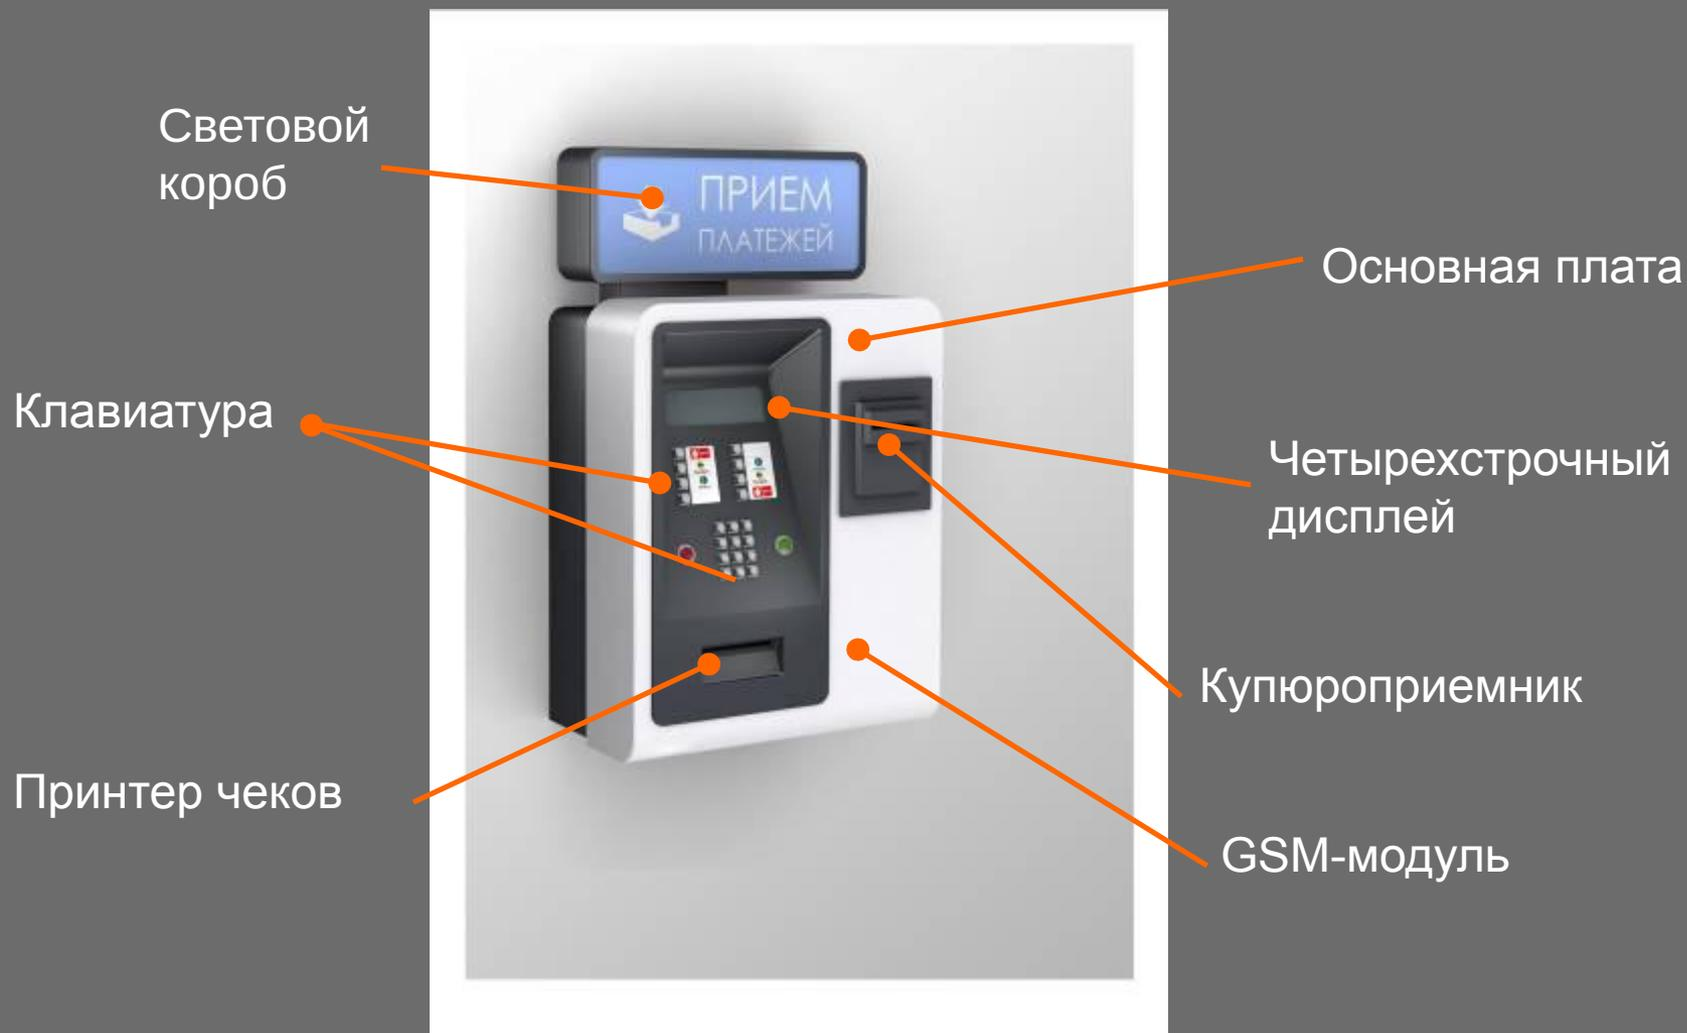 Световой
короб
ПРИЕМ
ПЛАТЕЖЕЙ
Основная плата
Клавиатура
Четырехстрочный
дисплей
Купюроприемник
Принтер чеков
GSM-модуль